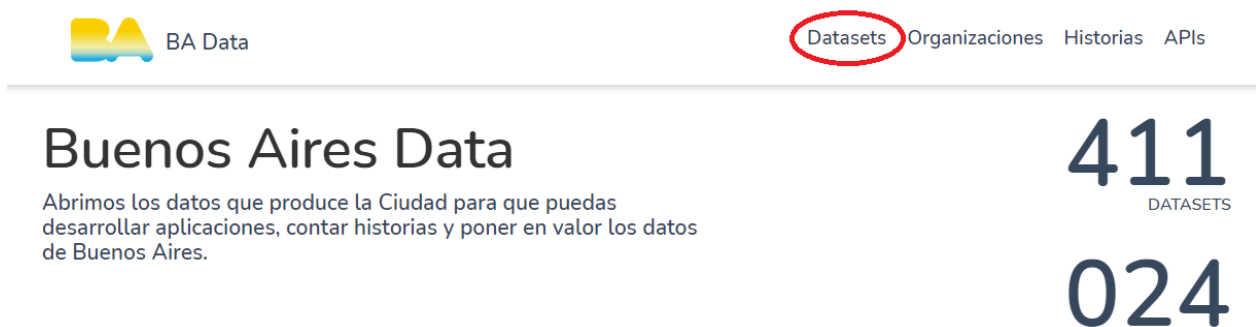 BA
BA Data
Datasets Organizaciones Historias APIs
Buenos Aires Data
Abrimos los datos que produce la Ciudad para que puedas
desarrollar aplicaciones, contar historias y poner en valor los datos
de Buenos Aires.
411
DATASETS
024